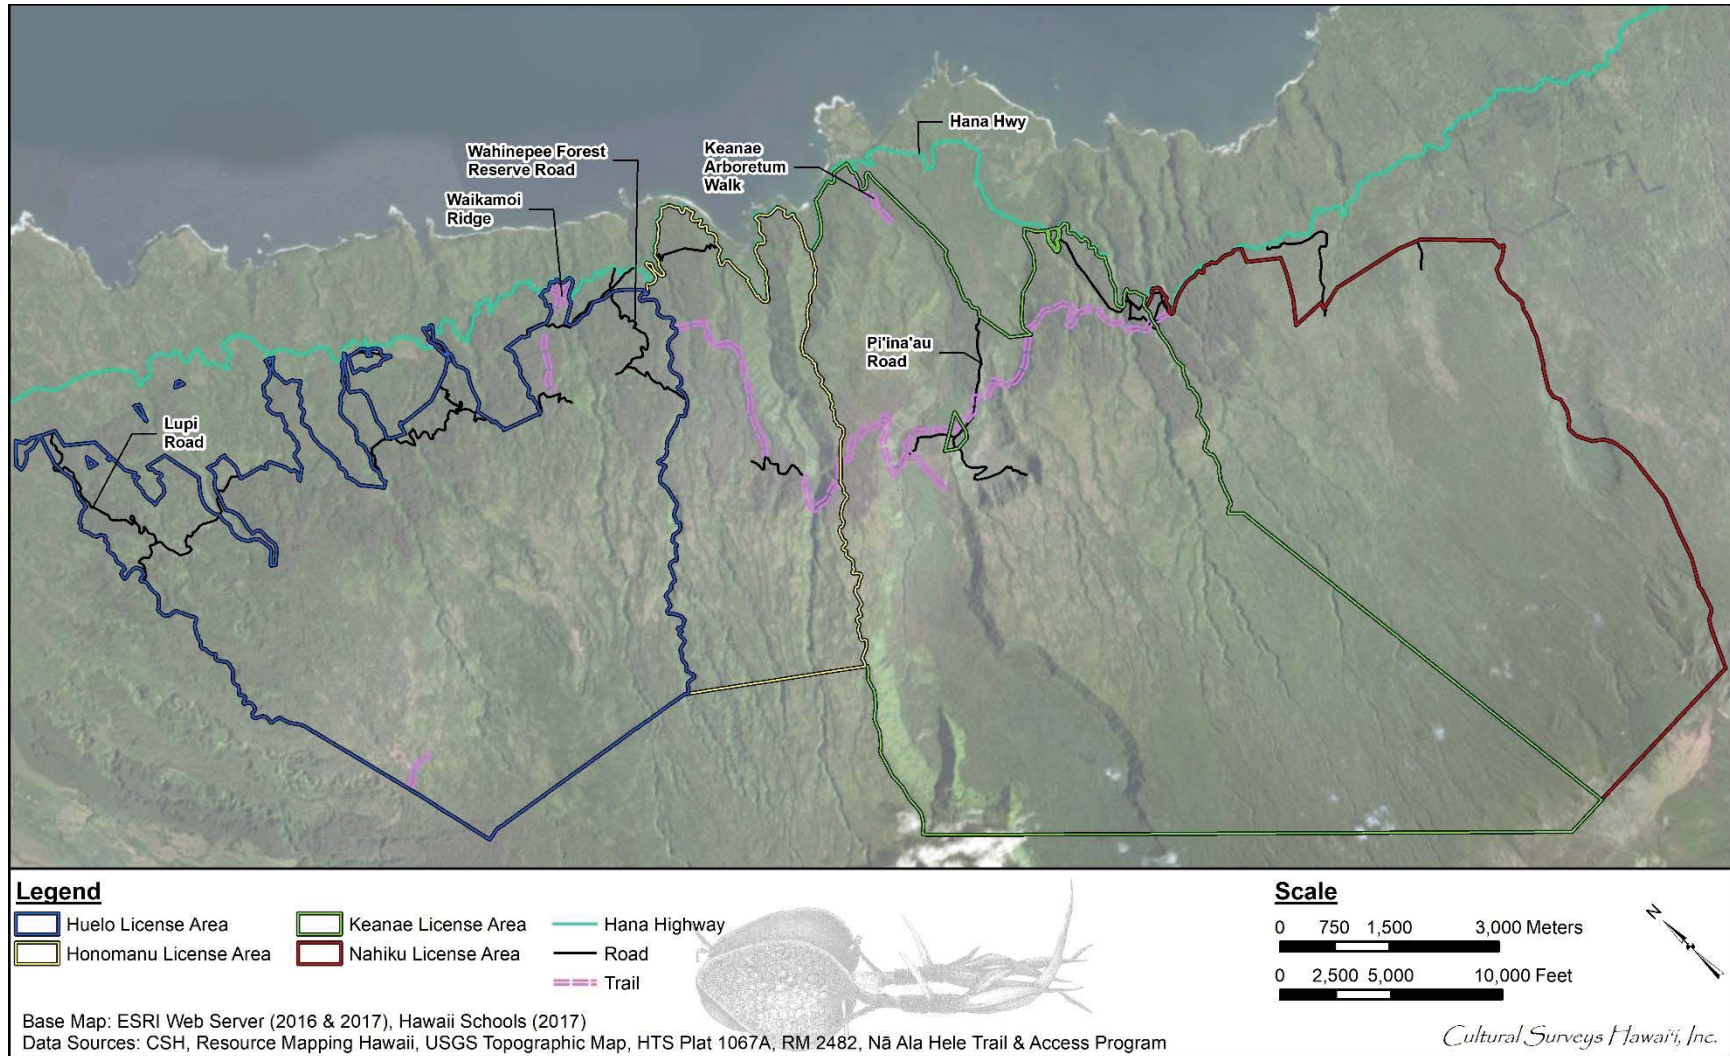 Hana Hwy
Keanae
Arboretum
Walk
Wahinepee Forest
Reserve Road
Waikamoi
Ridge
Pi'ina'au
Road
Lupi
Road
Legend
Huelo License Area
Honomanu License Area
Keanae License Area
Nahiku License Area
Hana Highway
Road
Trail
Scale
0 750 1,500 3,000 Meters
0 2,500 5,000 10,000 Feet
N
Base Map: ESRI Web Server (2016 & 2017), Hawaii Schools (2017)
Data Sources: CSH, Resource Mapping Hawaii, USGS Topographic Map, HTS Plat 1067A, RM 2482, Nā Ala Hele Trail & Access Program
Cultural Surveys Hawai‘i, Inc.